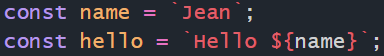 const name = `Jean`;
const hello = `Hello ${name}`;